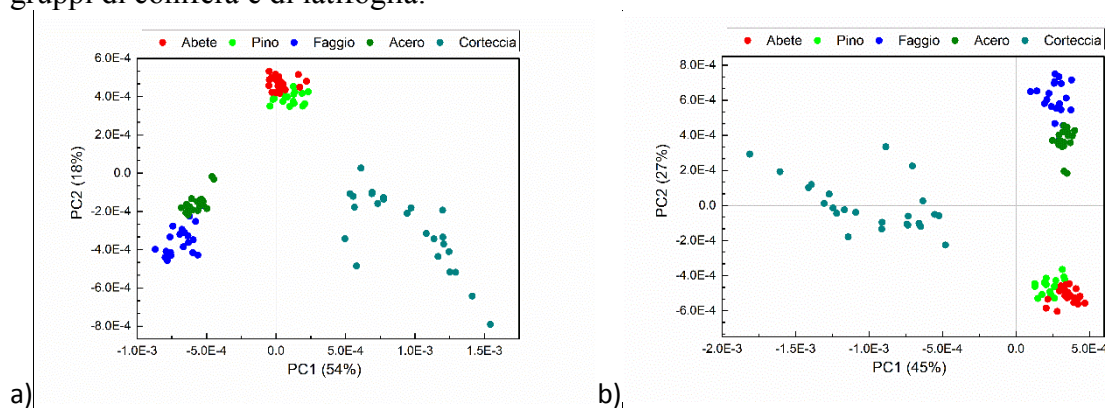 gruppi di conifera e di latifoglia.
Abete Pino Faggio Acero Corteccia
6.0E-4
4.0E-4
2.0E-4
0.0
-2.0E-4
-4.0E-4
-6.0E-4
-8.0E-4
PC2 (18%)
-1.0E-3 -5.0E-4 0.0 5.0E-4 1.0E-3 1.5E-3
PC1 (54%)
a)
Abete Pino Faggio Acero Corteccia
8.0E-4
6.0E-4
4.0E-4
2.0E-4
0.0
-2.0E-4
-4.0E-4
-6.0E-4
PC2 (27%)
-2.0E-3 -1.5E-3 -1.0E-3 -5.0E-4 0.0 5.0E-4
PC1 (45%)
b)